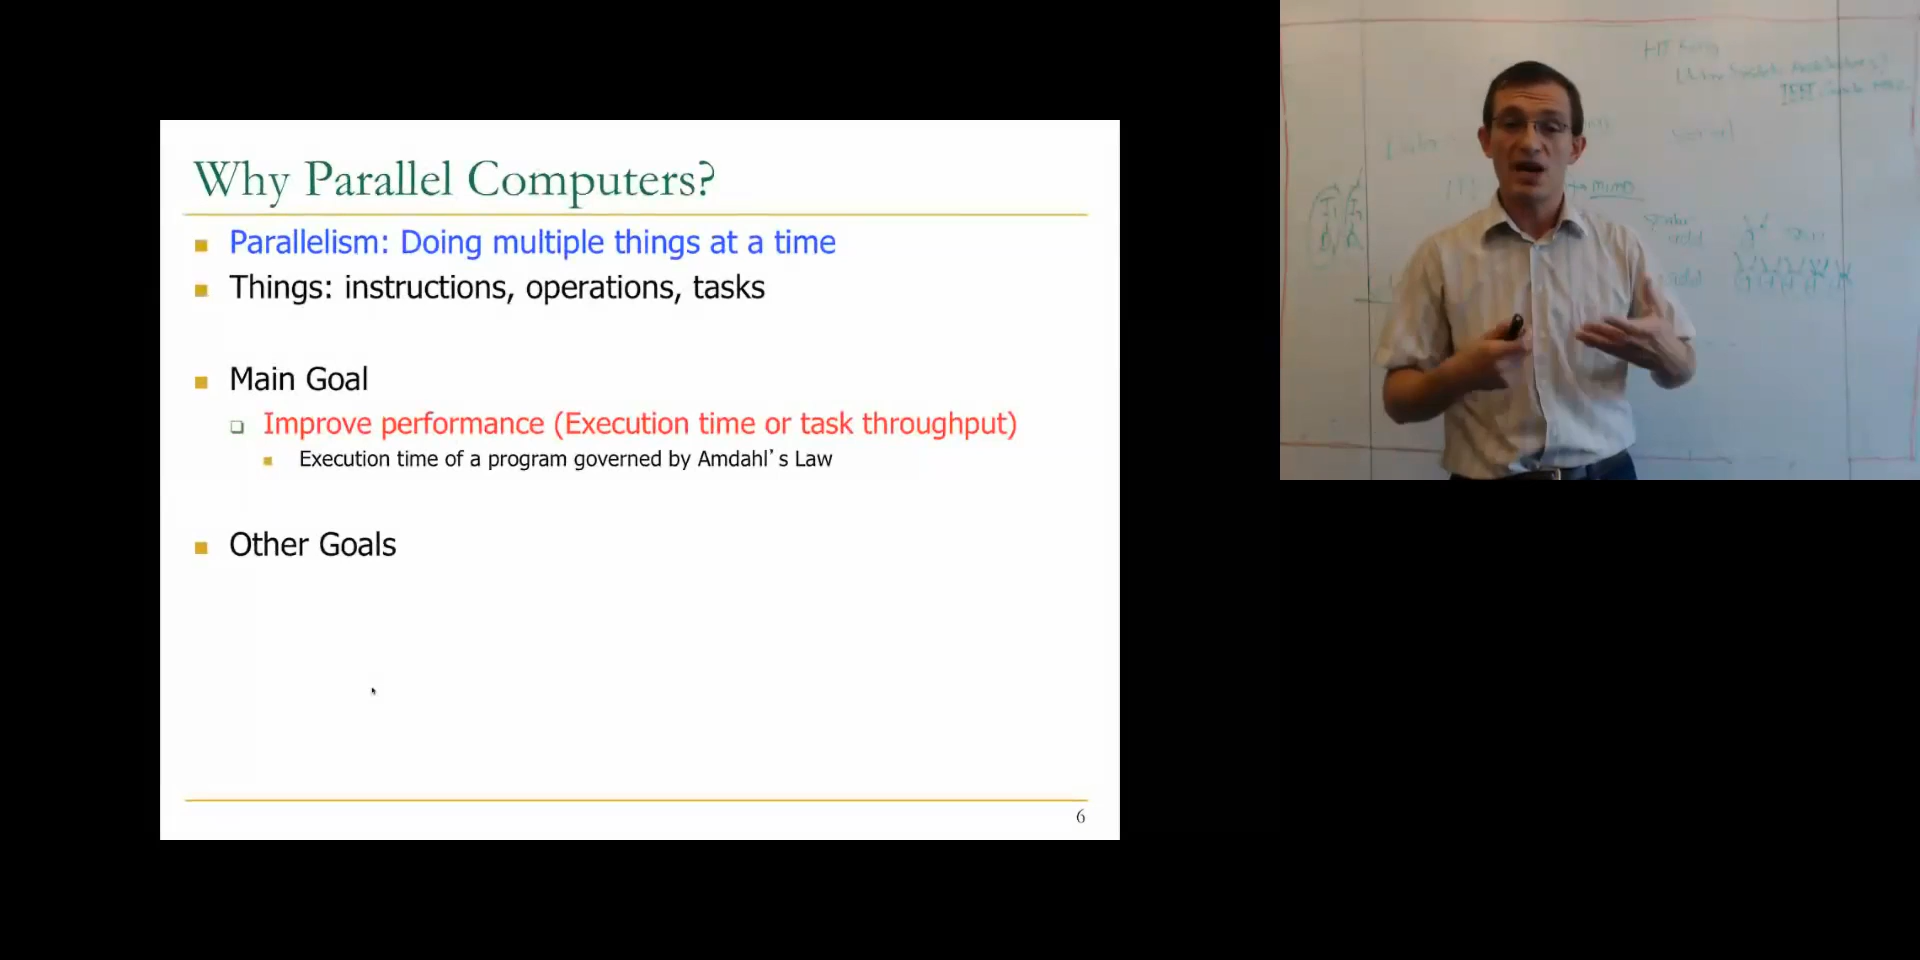 Why Parallel Computers?
Parallelism: Doing multiple things at a time
Things: instructions, operations, tasks
Main Goal
Improve performance (Execution time or task throughput)
Execution time of a program governed by Amdahl's Law
Other Goals
6
MIMD